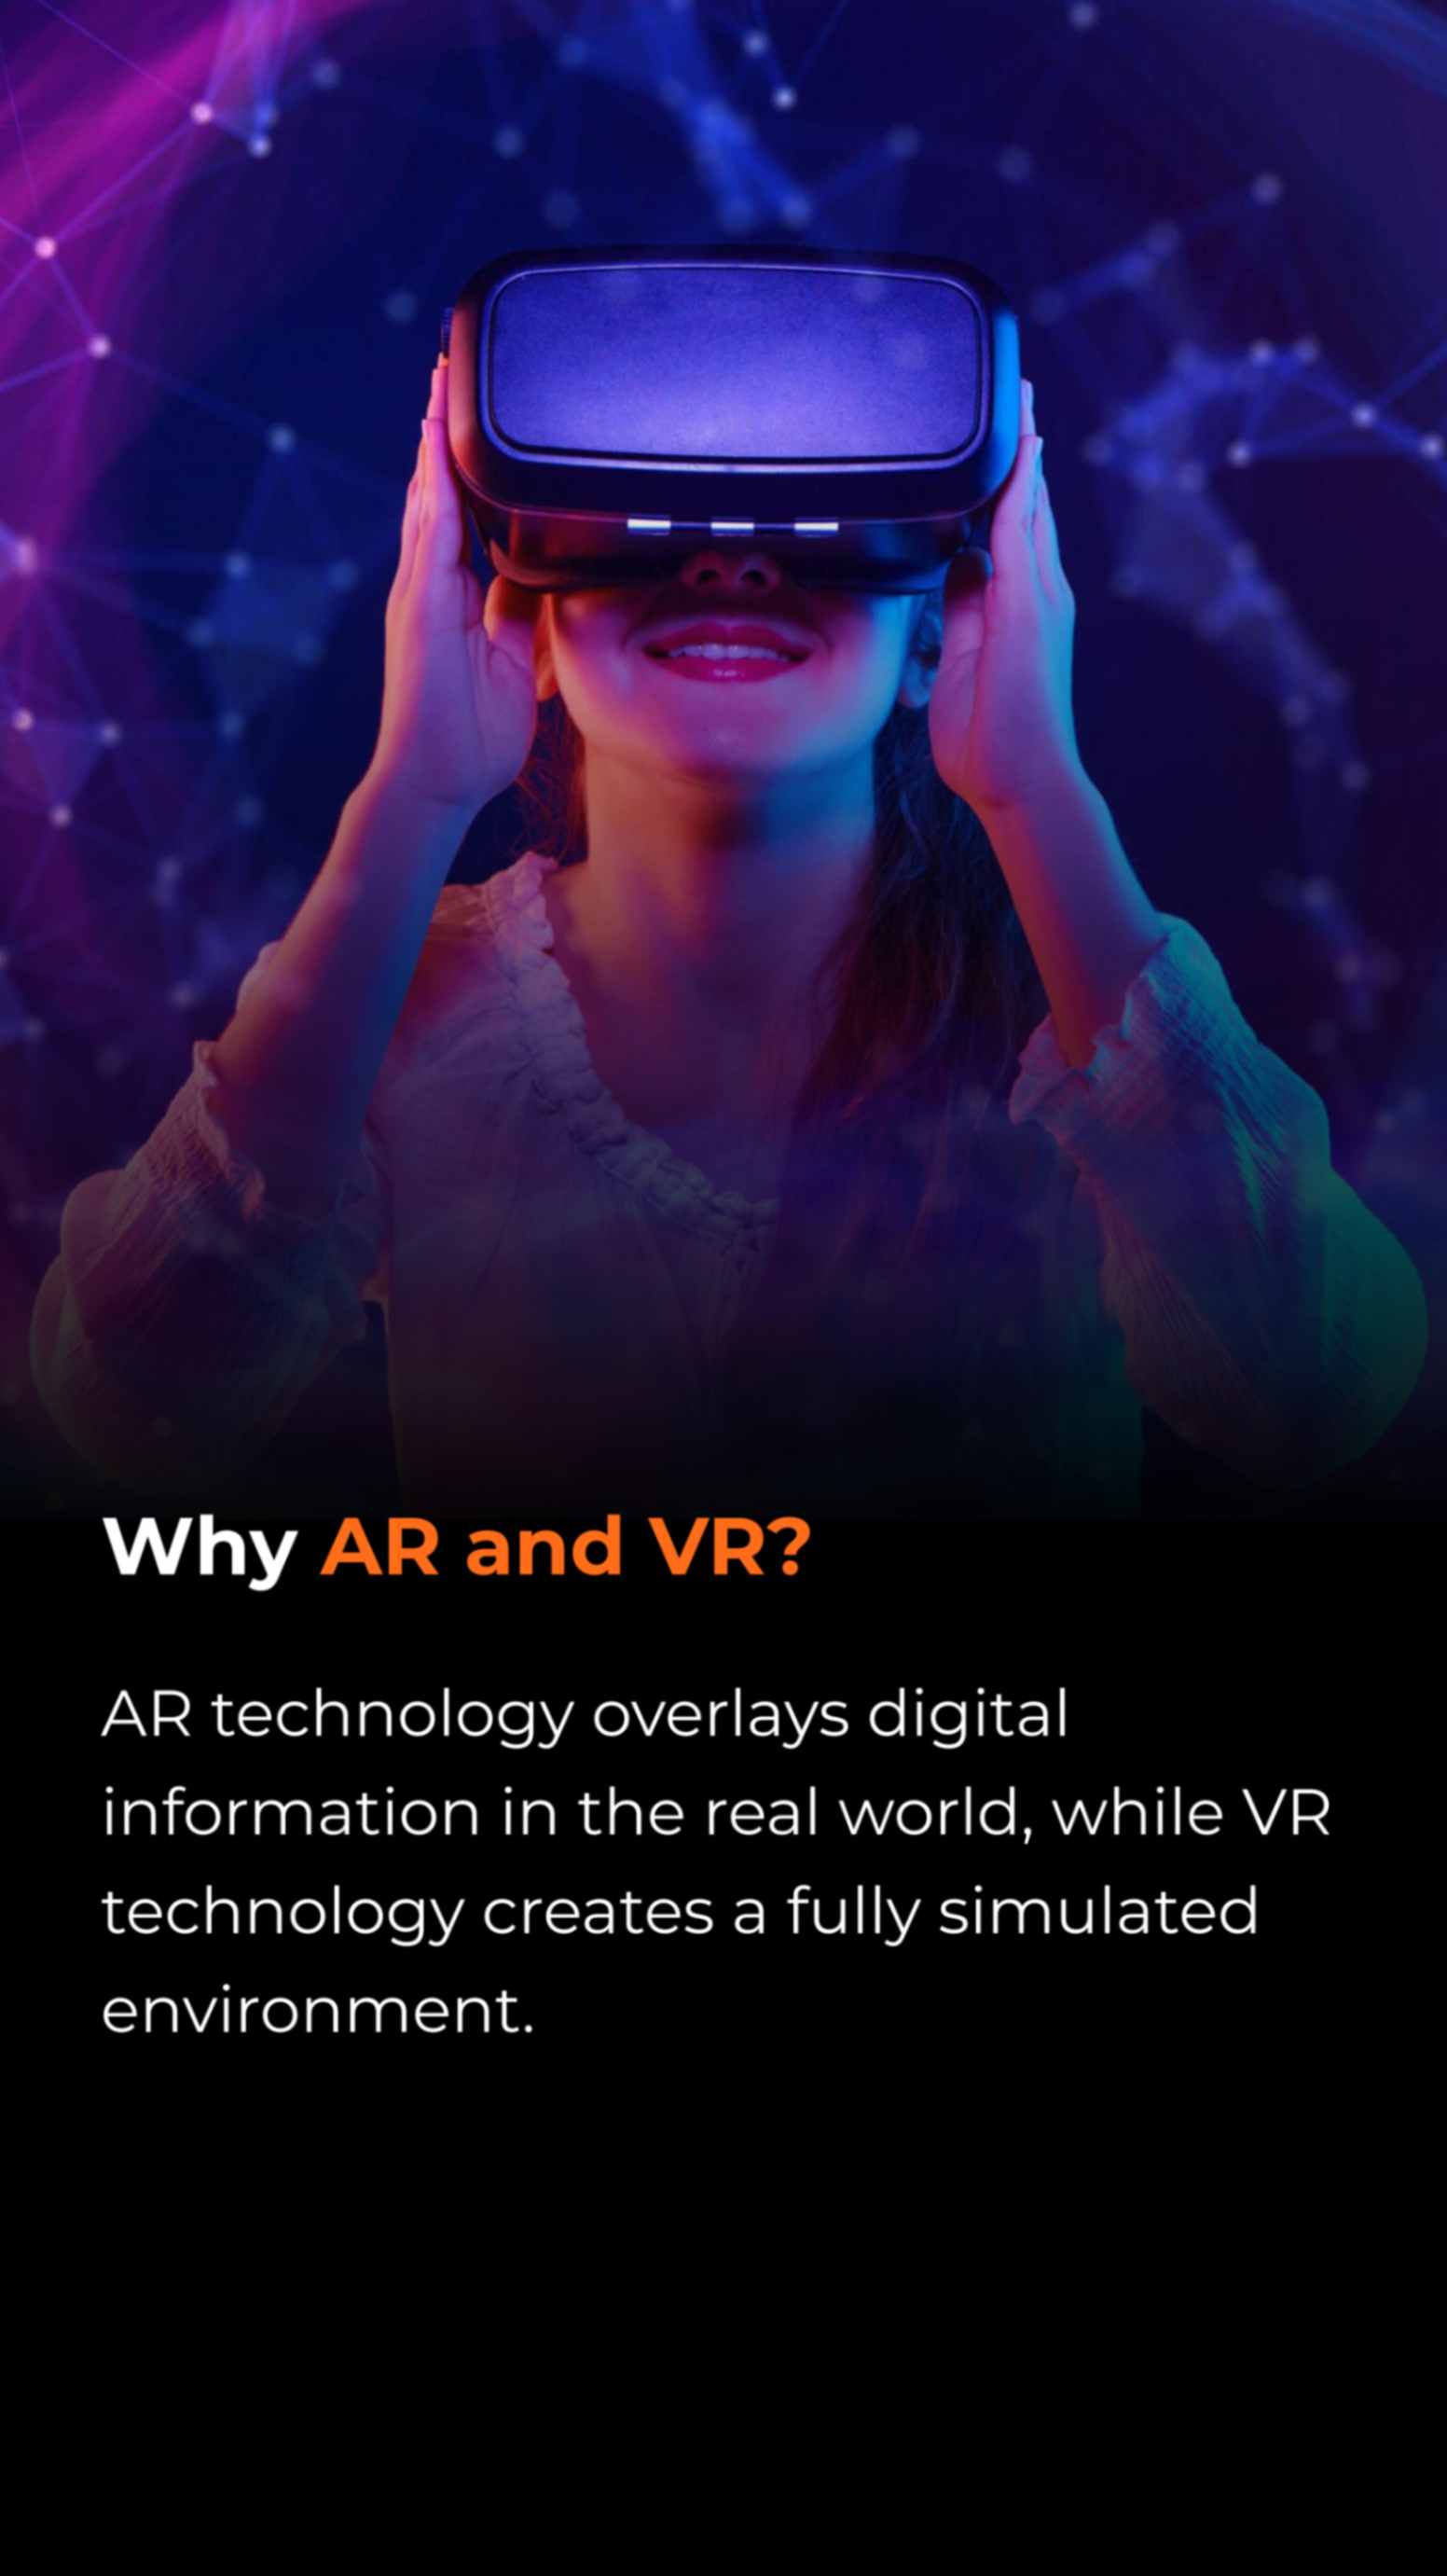 Why AR and VR?
AR technology overlays digital
information in the real world, while VR
technology creates a fully simulated
environment.